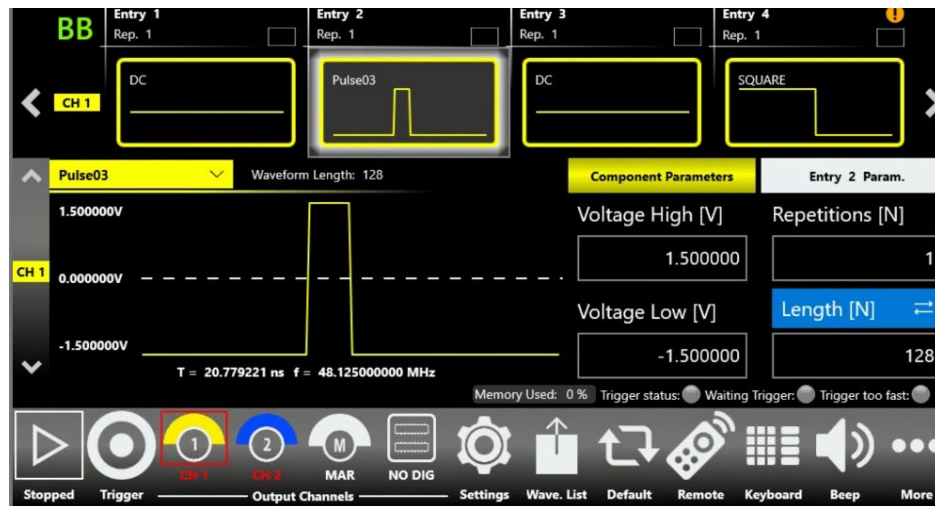 BB
Entry 1
Rep. 1
Entry 2
Rep. 1
Entry 3
Rep. 1
Entry 4
Rep. 1
!
CH 1
DC
Pulse03
DC
SQUARE
Pulse03
Waveform Length: 128
Component Parameters
Entry 2 Param.
1.500000V
0.000000V
-1.500000V
CH 1
T = 20.779221 ns f = 48.125000000 MHz
Voltage High [V]
1.500000
Repetitions [N]
1
Voltage Low [V]
-1.500000
Length [N]
128
Memory Used: 0 % Trigger status: Waiting Trigger: Trigger too fast:
1
CH 1
2
CH 2
M
MAR
NO DIG
Stopped Trigger Output Channels Settings Wave. List Default Remote Keyboard Beep More